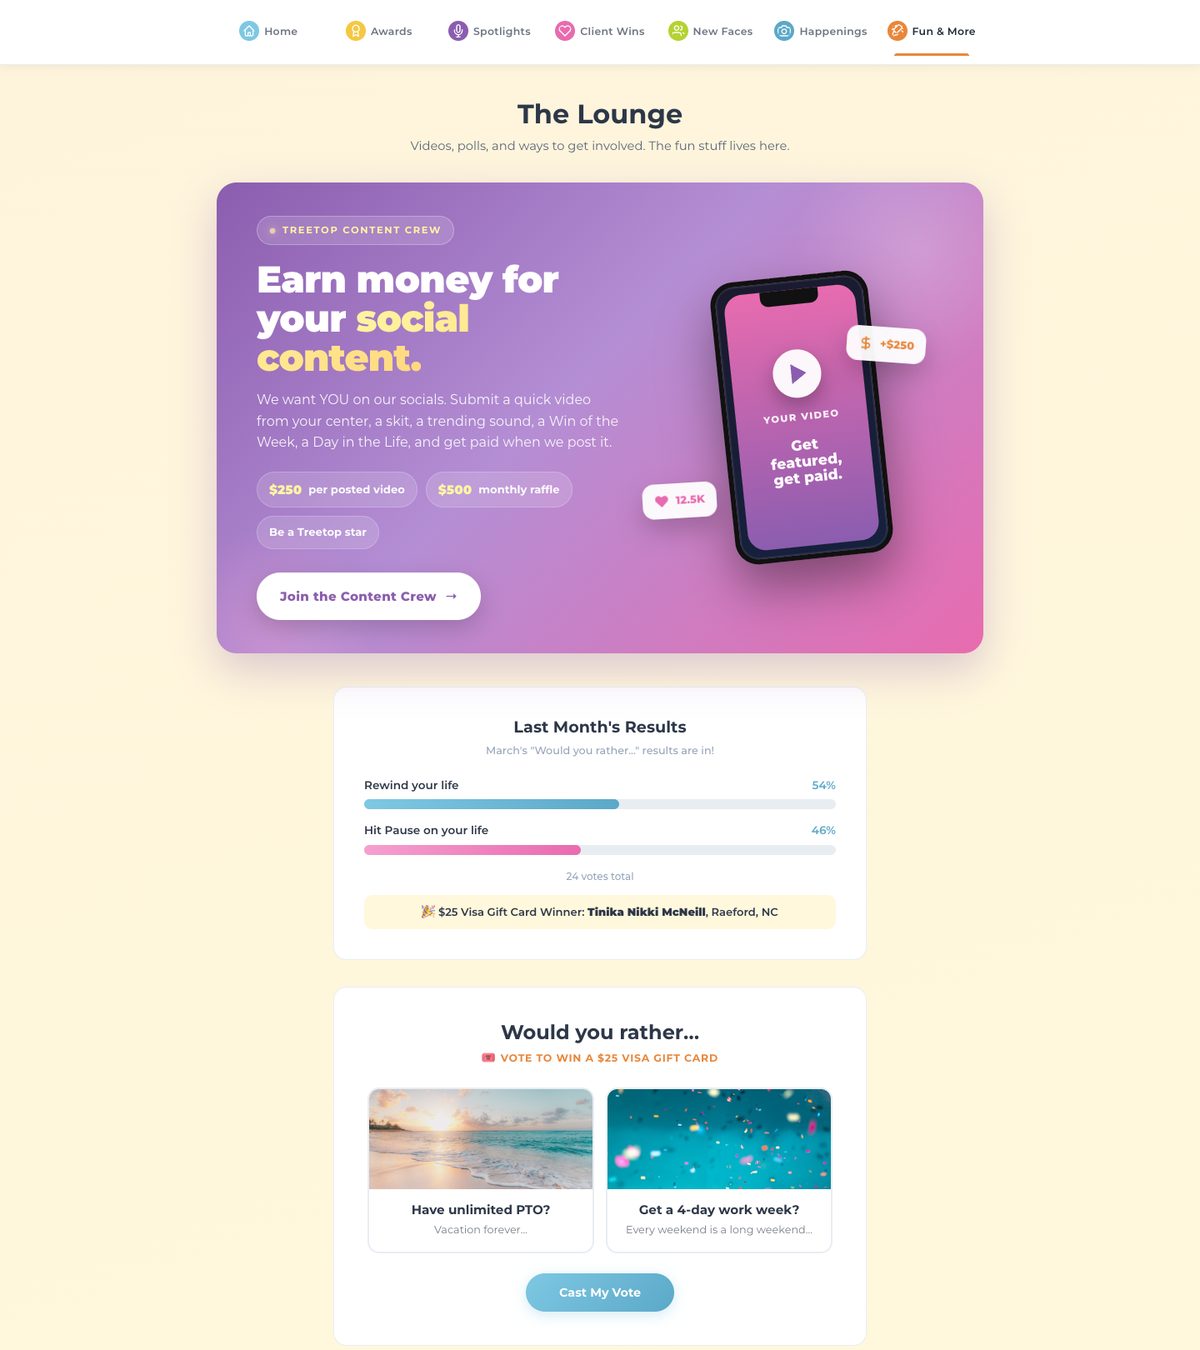 Home
Awards
Spotlights
Client Wins
New Faces
Happenings
Fun & More
The Lounge
Videos, polls, and ways to get involved. The fun stuff lives here.
TREETOP CONTENT CREW
Earn money for
your social
content.
We want YOU on our socials. Submit a quick video
from your center, a skit, a trending sound, a Win of the
Week, a Day in the Life, and get paid when we post it.
$250 per posted video
$500 monthly raffle
Be a Treetop star
Join the Content Crew →
$ +$250
YOUR VIDEO
Get
featured,
get paid.
12.5K
Last Month's Results
March's "Would you rather..." results are in!
Rewind your life 54%
Hit Pause on your life 46%
24 votes total
🎉 $25 Visa Gift Card Winner: Tinika Nikki McNeill, Raeford, NC
Would you rather...
🎟️ VOTE TO WIN A $25 VISA GIFT CARD
Have unlimited PTO?
Vacation forever...
Get a 4-day work week?
Every weekend is a long weekend...
Cast My Vote